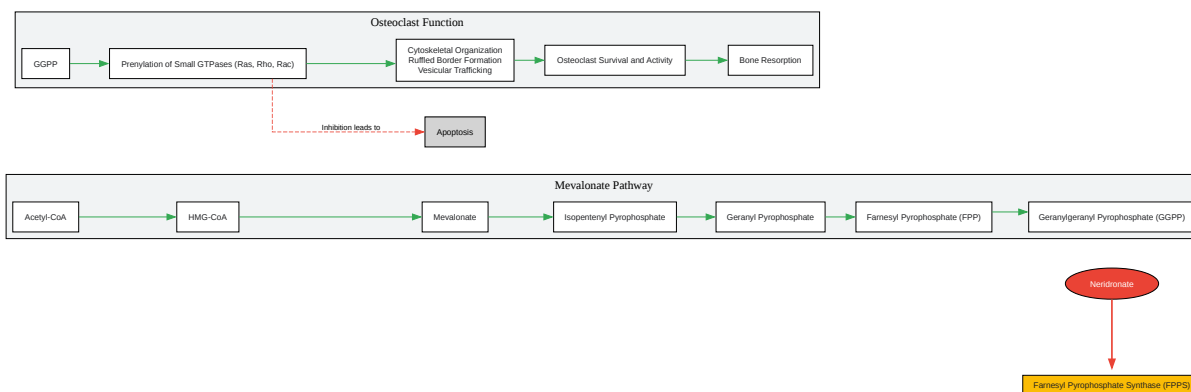 Osteoclast Function
GGPP
Prenylation of Small GTPases (Ras, Rho, Rac)
Cytoskeletal Organization
Ruffled Border Formation
Vesicular Trafficking
Osteoclast Survival and Activity
Bone Resorption
Inhibition leads to
Apoptosis
Mevalonate Pathway
Acetyl-CoA
HMG-CoA
Mevalonate
Isopentenyl Pyrophosphate
Geranyl Pyrophosphate
Farnesyl Pyrophosphate (FPP)
Geranylgeranyl Pyrophosphate (GGPP)
Neridronate
Farnesyl Pyrophosphate Synthase (FPPS)